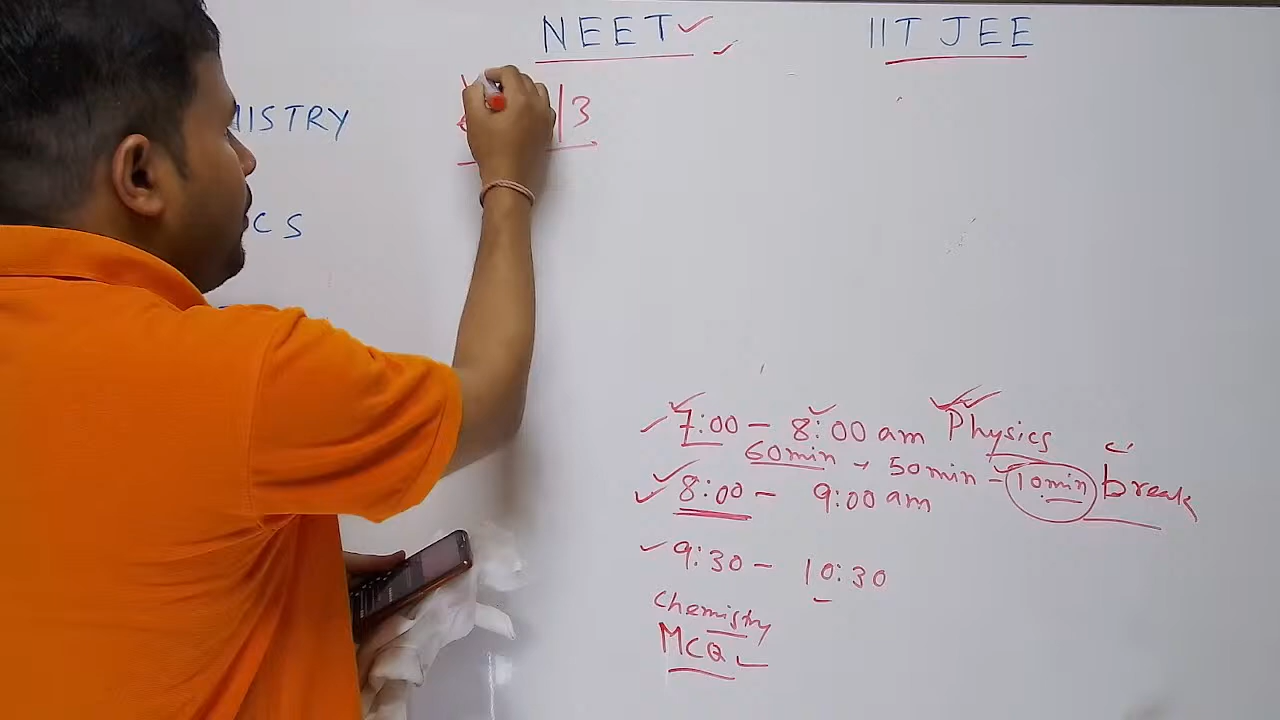 NEET IIT JEE
MISTRY |3
CS
7:00 – 8:00 am Physics
60min – 50min – 10min break
8:00 – 9:00 am
9:30 – 10:30
Chemistry
MCQ